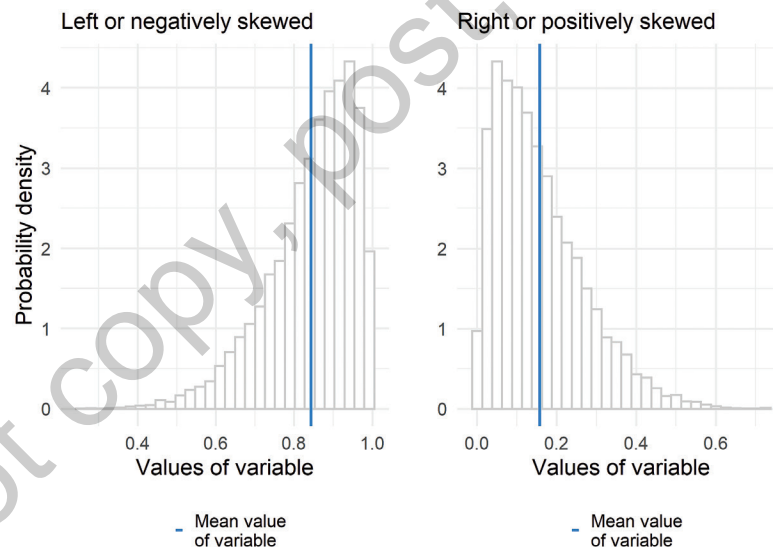 Left or negatively skewed
Probability density
4
3
2
1
0
0.4 0.6 0.8 1.0
Values of variable
Mean value
of variable
Right or positively skewed
4
3
2
1
0
0.0 0.2 0.4 0.6
Values of variable
Mean value
of variable
copy, post,